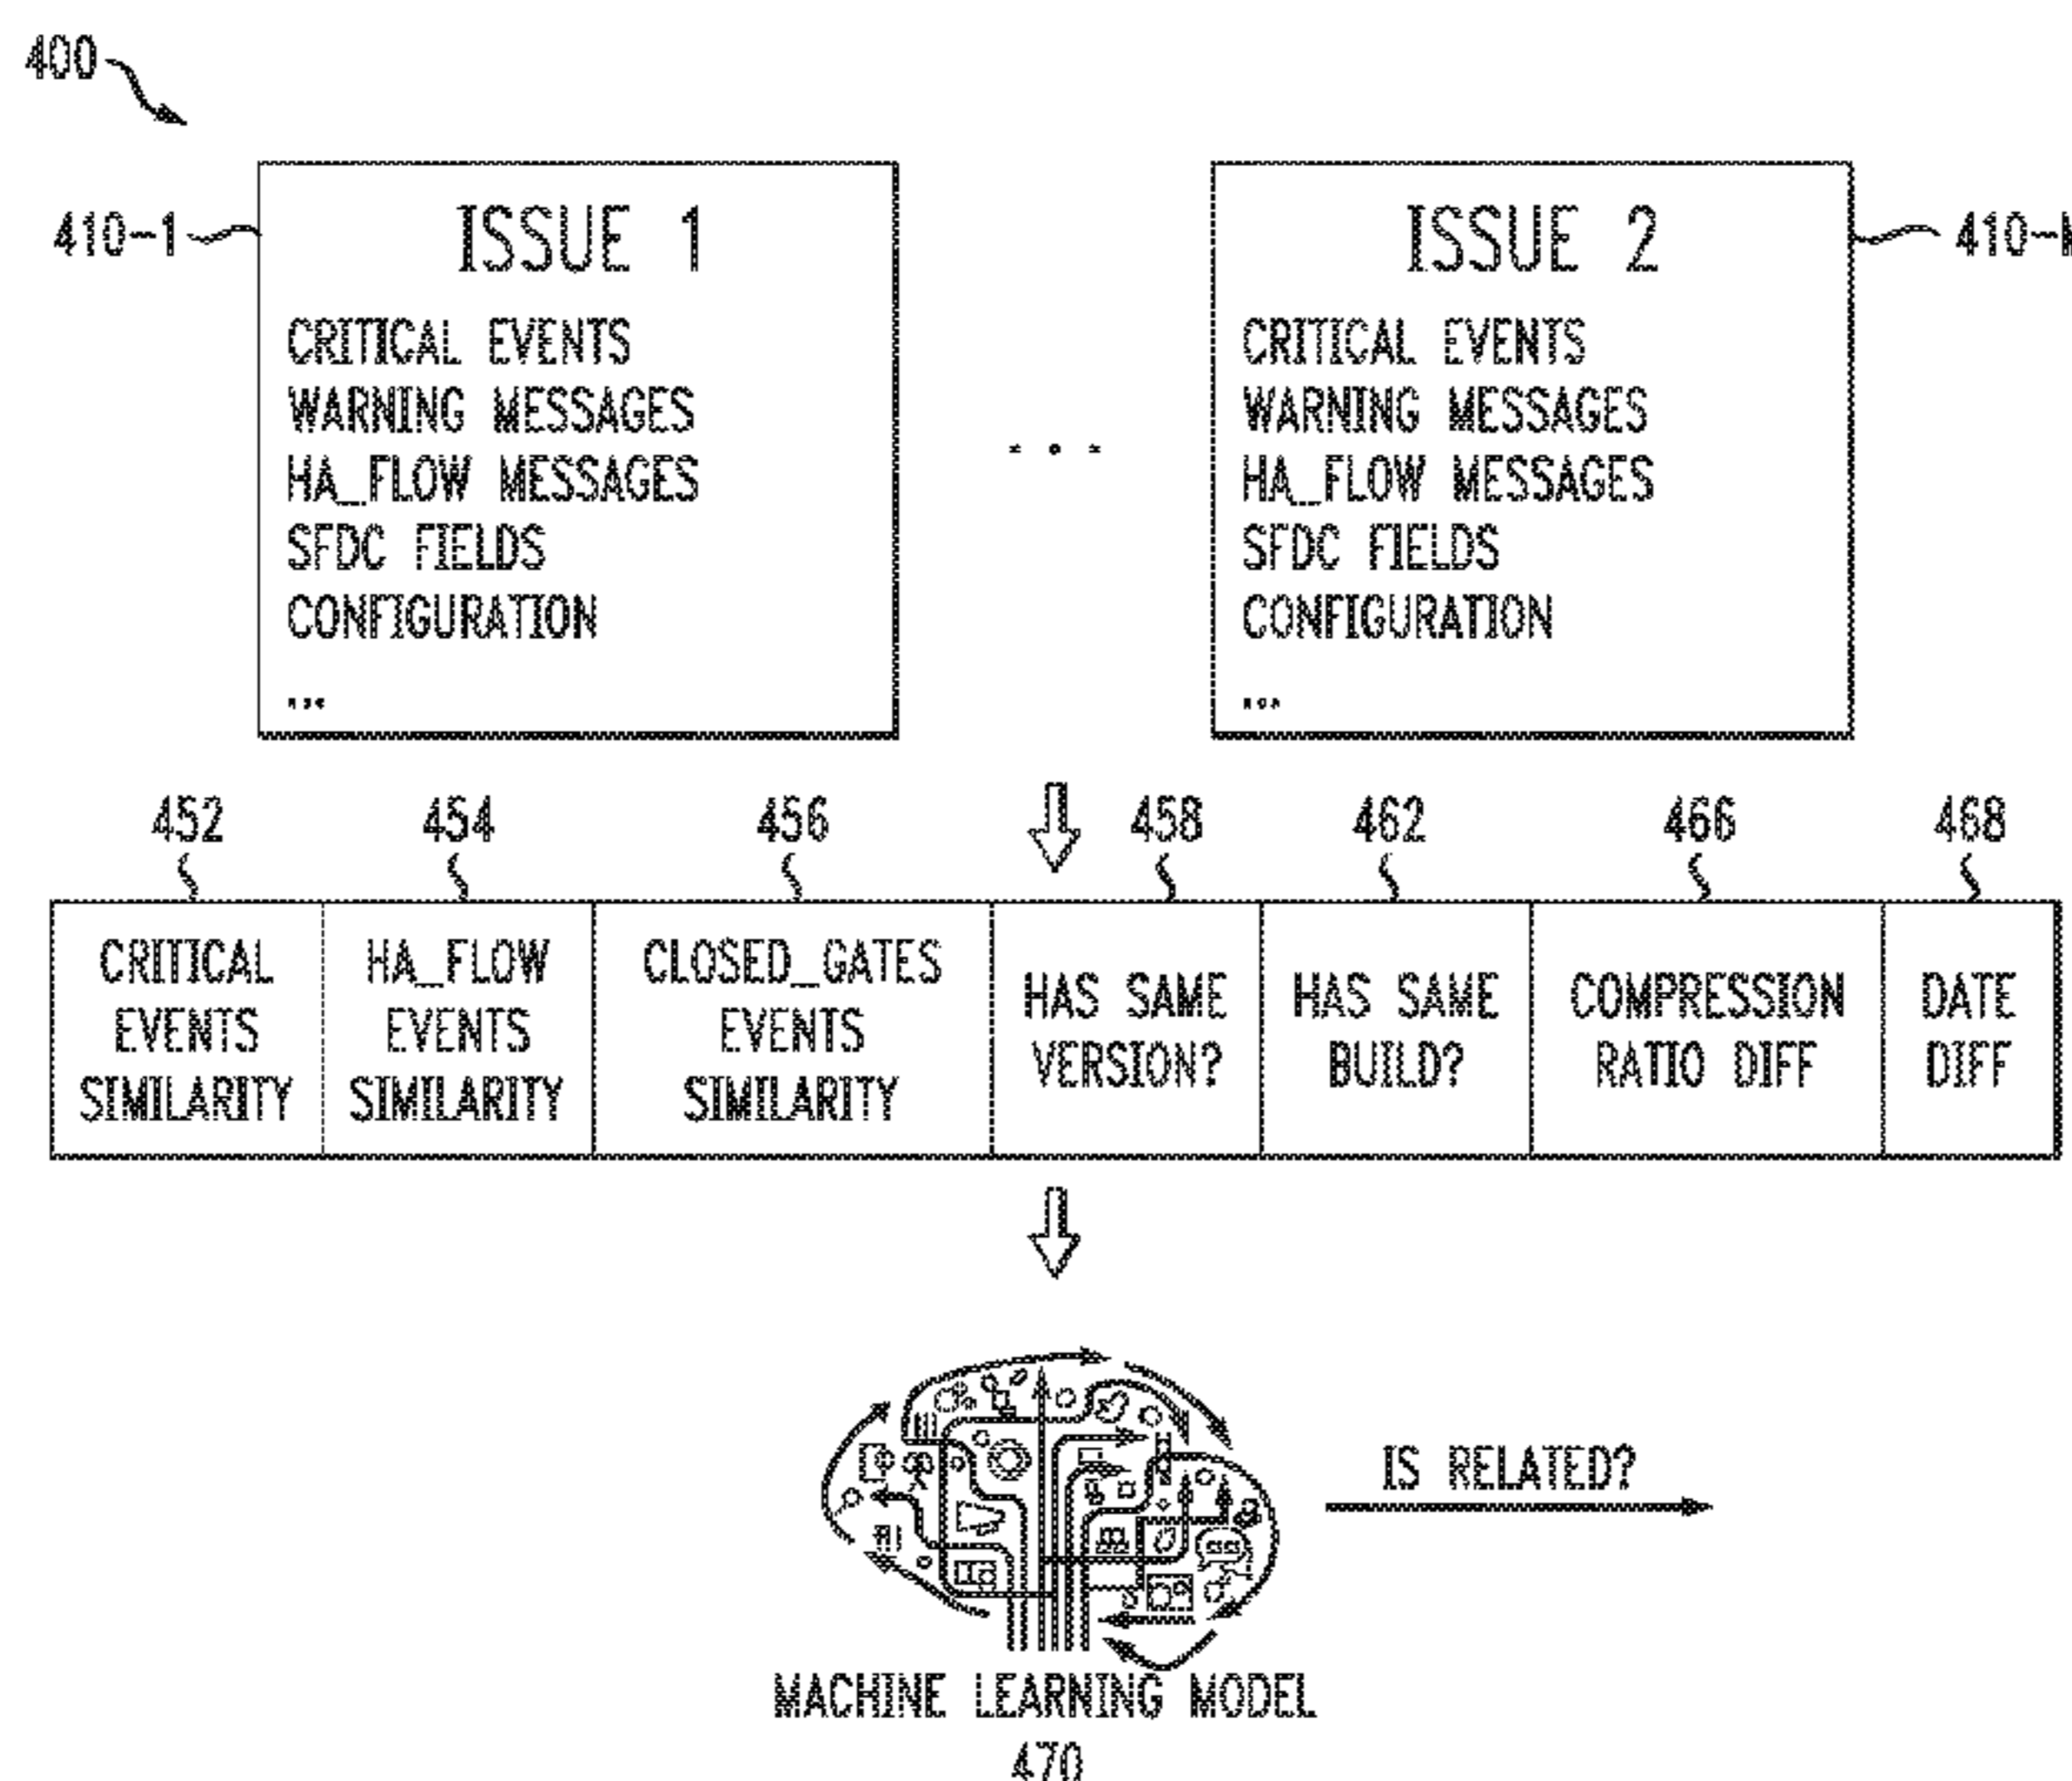 400
410-1
ISSUE 1
CRITICAL EVENTS
WARNING MESSAGES
HA_FLOW MESSAGES
SFDC FIELDS
CONFIGURATION
...
. . .
ISSUE 2
CRITICAL EVENTS
WARNING MESSAGES
HA_FLOW MESSAGES
SFDC FIELDS
CONFIGURATION
...
452
454
456
458
462
466
468
CRITICAL
EVENTS
SIMILARITY
HA_FLOW
EVENTS
SIMILARITY
CLOSED_GATES
EVENTS
SIMILARITY
HAS SAME
VERSION?
HAS SAME
BUILD?
COMPRESSION
RATIO DIFF
DATE
DIFF
IS RELATED?
MACHINE LEARNING MODEL
470